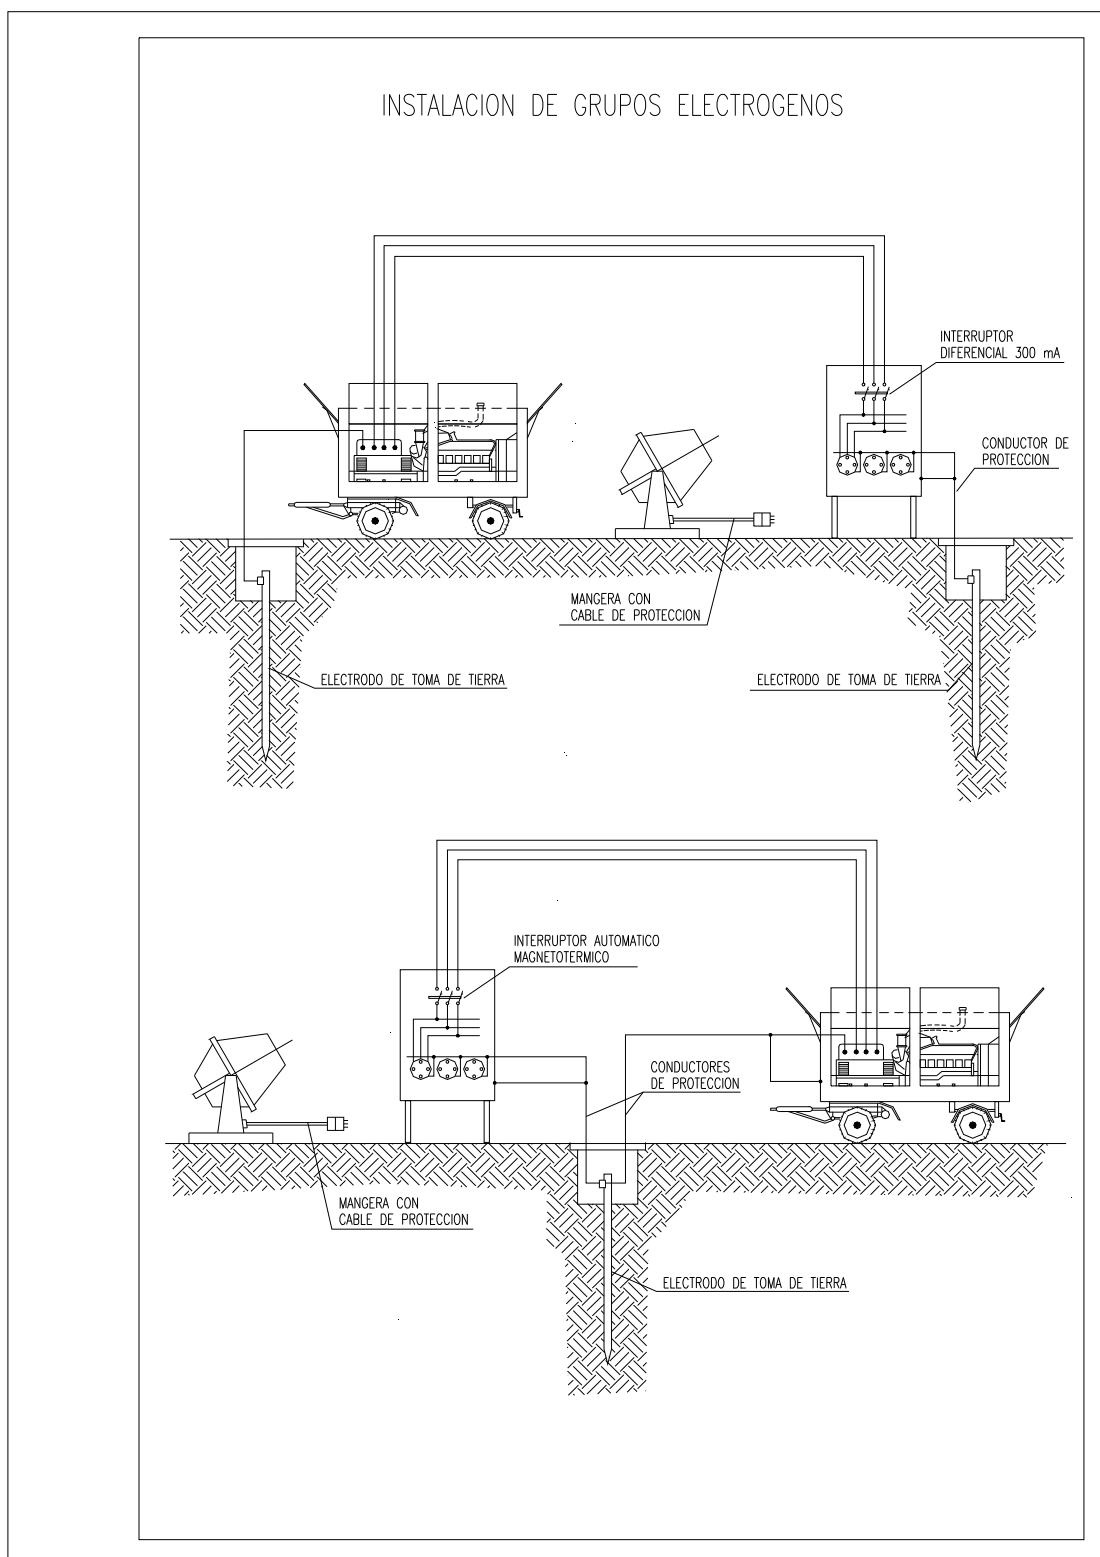 INSTALACION DE GRUPOS ELECTROGENOS
INTERRUPTOR
DIFERENCIAL 300 mA
CONDUCTOR DE
PROTECCION
MANGERA CON
CABLE DE PROTECCION
ELECTRODO DE TOMA DE TIERRA
ELECTRODO DE TOMA DE TIERRA
INTERRUPTOR AUTOMATICO
MAGNETOTERMICO
CONDUCTORES
DE PROTECCION
MANGERA CON
CABLE DE PROTECCION
ELECTRODO DE TOMA DE TIERRA